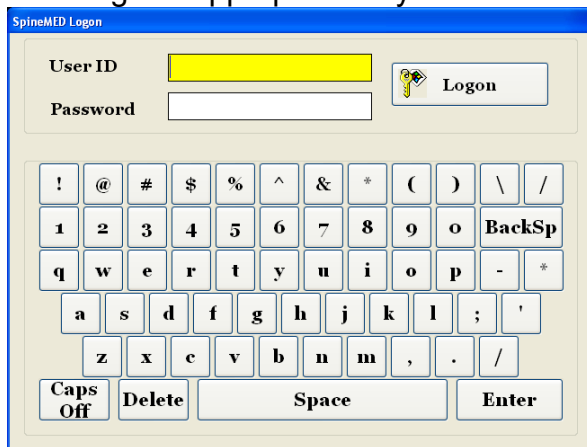 SpineMED Logon
User ID
Logon
Password
! @ # $ % ^ & * ( ) \ /
1 2 3 4 5 6 7 8 9 0 BackSp
q w e r t y u i o p - *
a s d f g h j k l ; '
z x c v b n m , . /
Caps Off Delete Space Enter